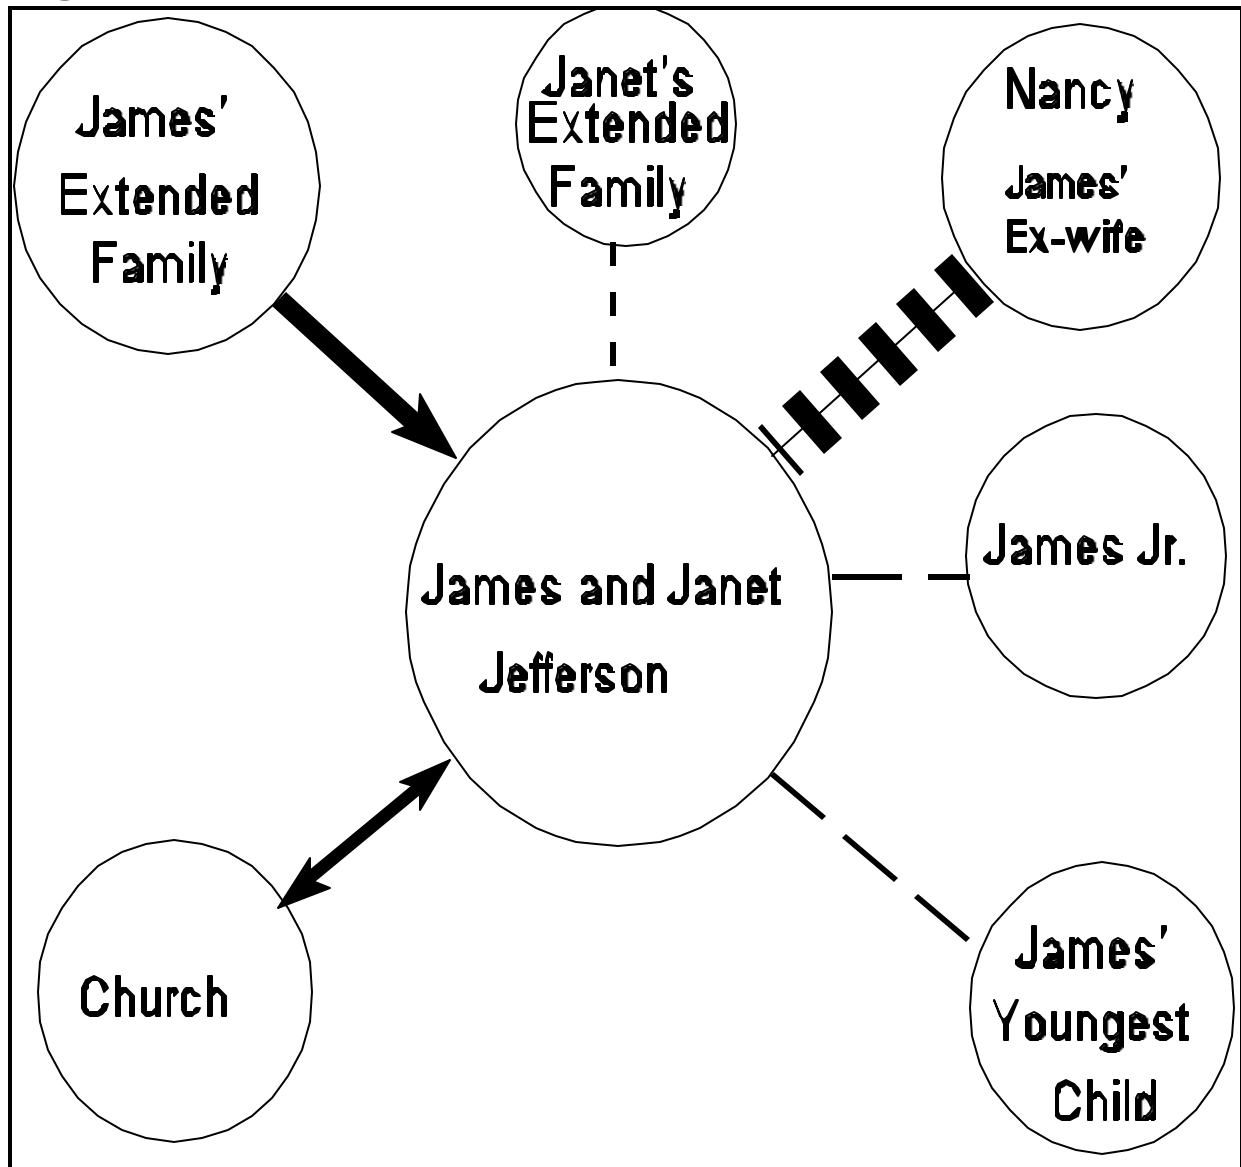 James'
Extended
Family
Janet's
Extended
Family
Nancy
James'
Ex-wife
James and Janet
Jefferson
James Jr.
Church
James'
Youngest
Child